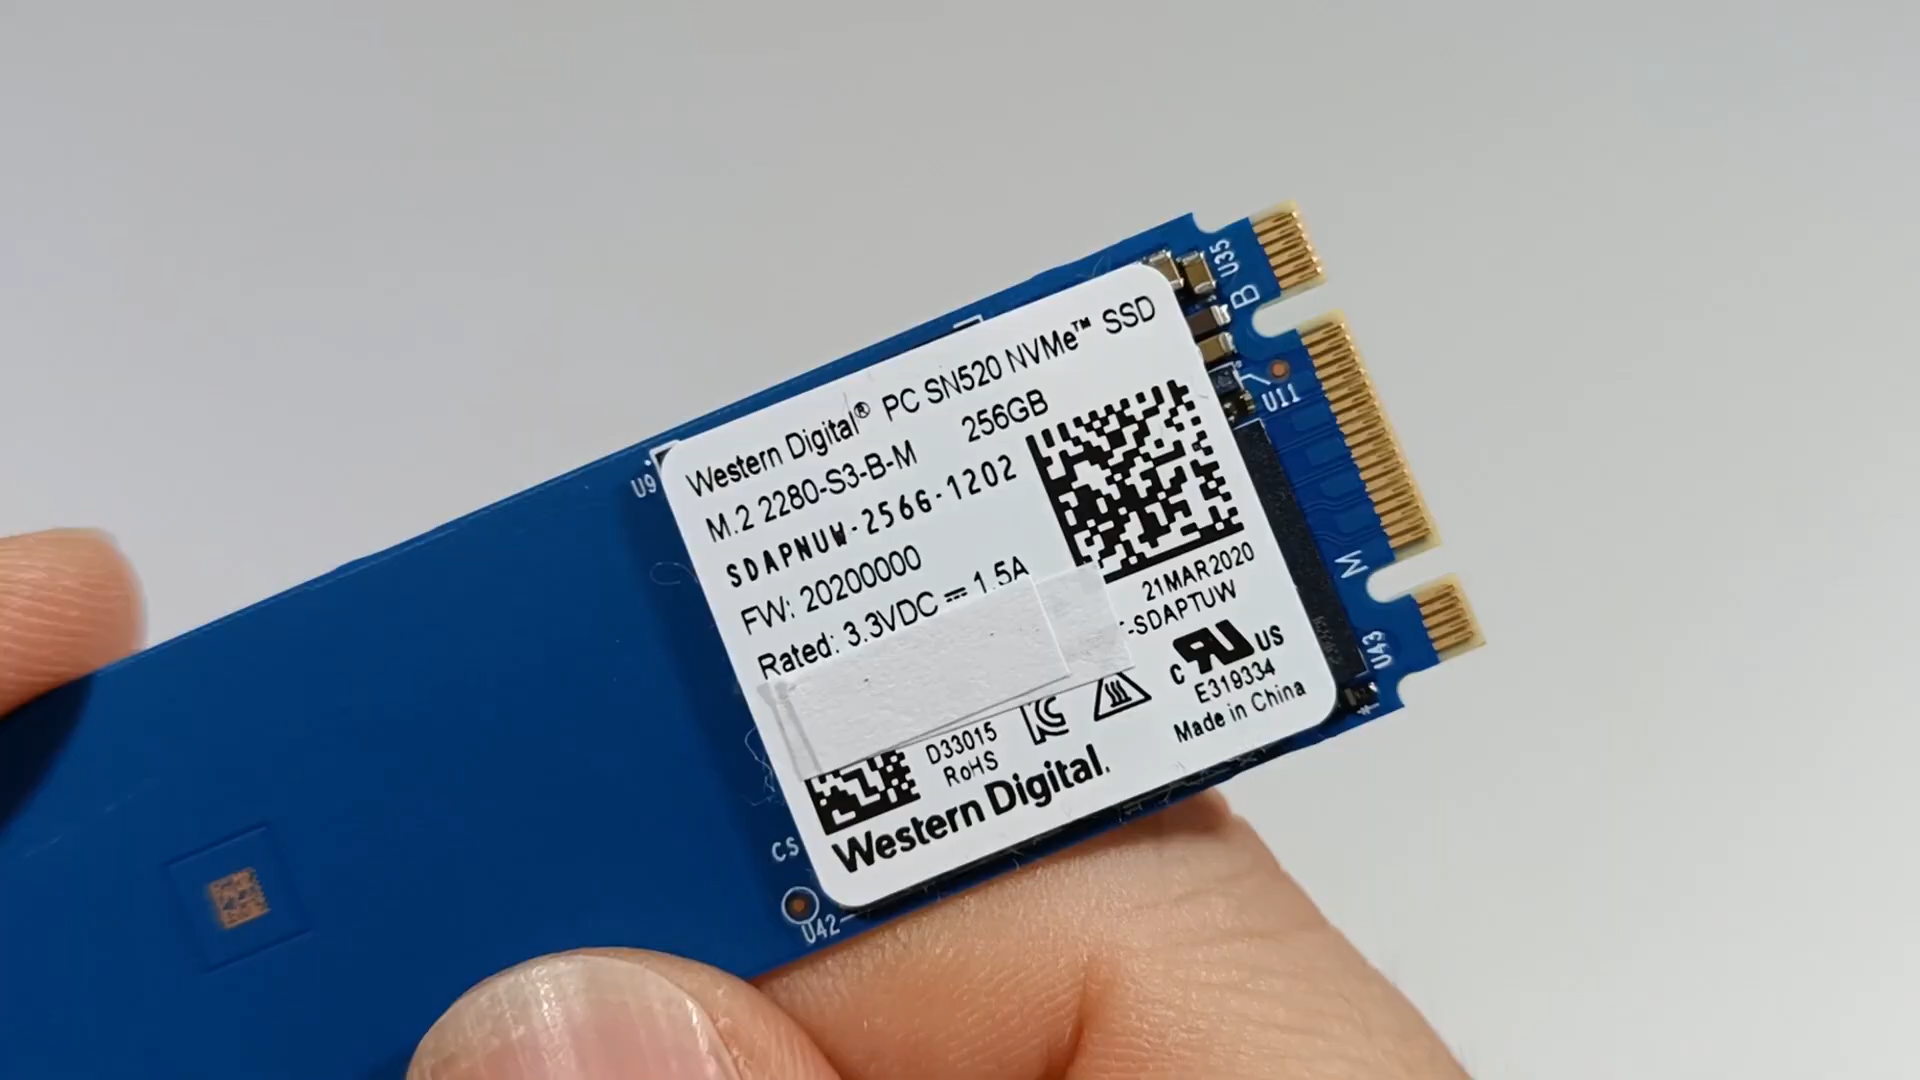 Western Digital® PC SN520 NVMe™ SSD
M.2 2280-S3-B-M 256GB
SDAPNUW-256G-1202
FW: 20200000
Rated: 3.3VDC ⎓ 1.5A
21MAR2020
-SDAPTUW
D33015
RoHS
C US
E319334
Made in China
Western Digital.
U9
CS
U42
U35
B
U11
M
U43